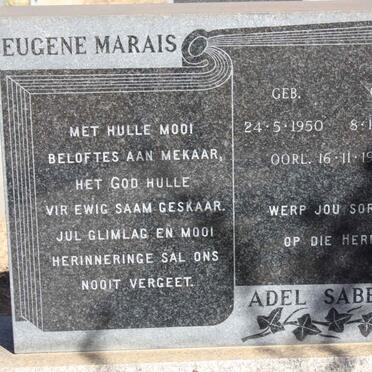 EUGENE MARAIS
MET HULLE MOOI
BELOFTES AAN MEKAAR,
HET GOD HULLE
VIR EWIG SAAM GESKAAR.
JUL GLIMLAG EN MOOI
HERINNERINGE SAL ONS
NOOIT VERGEET.
GEB.
24·5·1950
OORL. 16·11·19
WERP JOU SOR
OP DIE HER
ADEL SABE